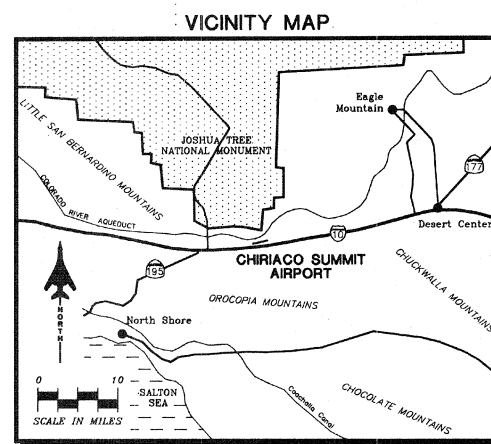 VICINITY MAP
Eagle
Mountain
LITTLE SAN BERNARDINO MOUNTAINS
JOSHUA TREE
NATIONAL MONUMENT
177
COLORADO RIVER AQUEDUCT
Desert Center
10
CHIRIACO SUMMIT
AIRPORT
CHUCKWALLA MOUNTAINS
195
OROCOPIA MOUNTAINS
NORTH
North Shore
0 10
SCALE IN MILES
SALTON
SEA
Coachella Canal
CHOCOLATE MOUNTAINS